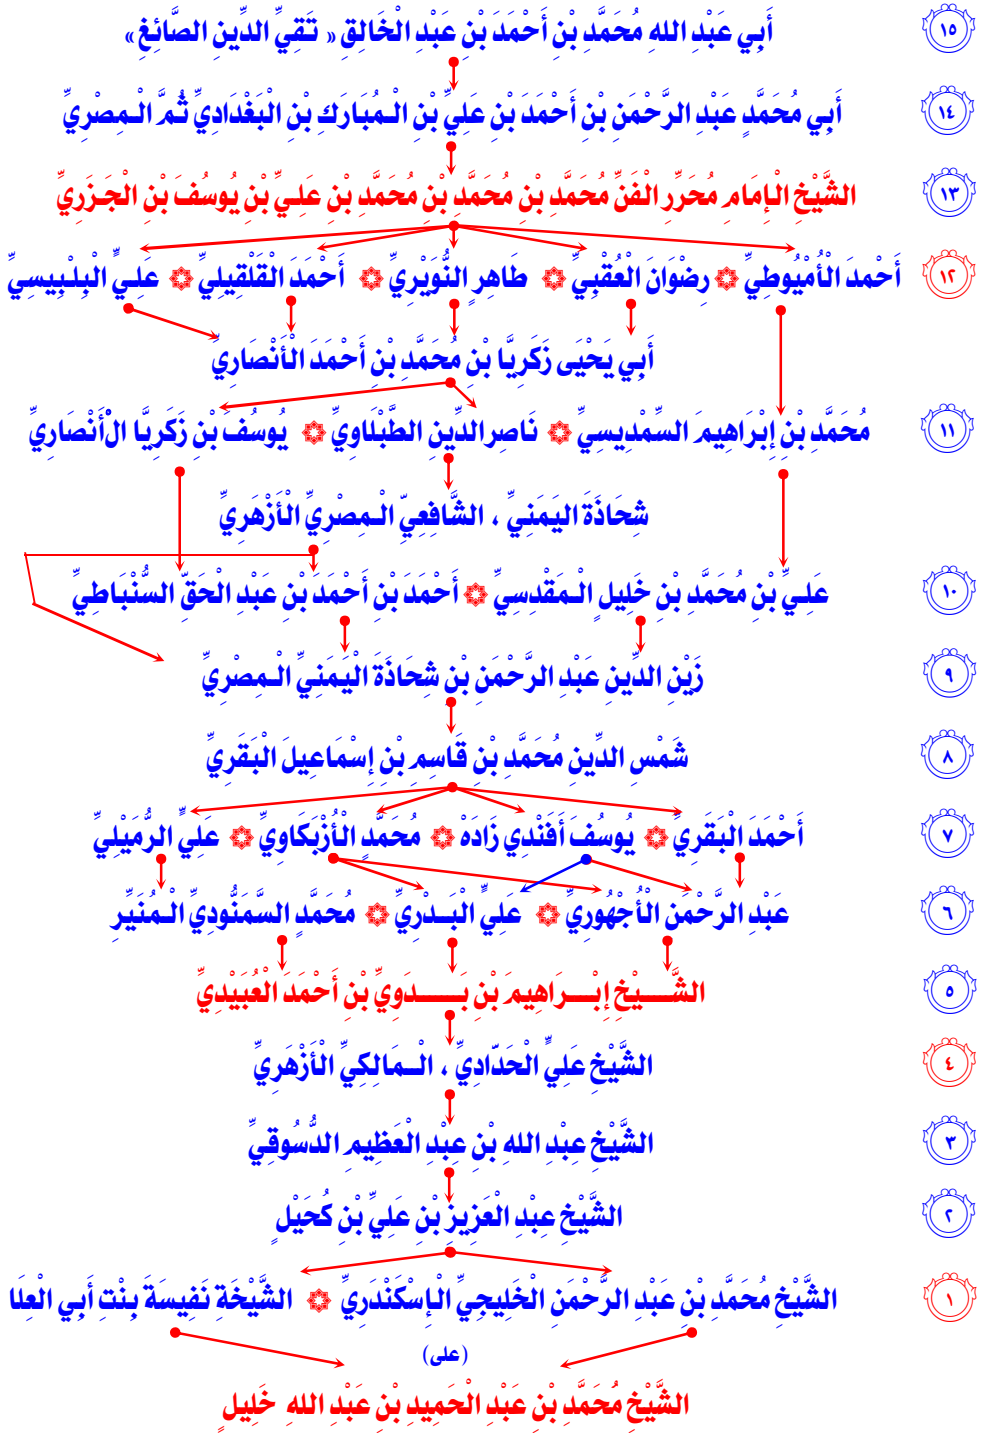 أَبِي عَبْدِ اللهِ مُحَمَّدِ بْنِ أَحْمَدَ بْنِ عَبْدِ الْخَالِقِ « تَقِيِّ الدِّينِ الصَّائِغِ » ١٥
أَبِي مُحَمَّدٍ عَبْدِ الرَّحْمَنِ بْنِ أَحْمَدَ بْنِ عَلِيِّ بْنِ الْمُبَارَكِ بْنِ الْبَغْدَادِيِّ ثُمَّ الْمِصْرِيِّ ١٤
الشَّيْخِ الْإِمَامِ مُحَرِّرِ الْفَنِّ مُحَمَّدِ بْنِ مُحَمَّدِ بْنِ مُحَمَّدِ بْنِ عَلِيِّ بْنِ يُوسُفَ بْنِ الْجَزَرِيِّ ١٣
أَحْمَدَ الْأُمْيُوطِيِّ ۞ رِضْوَانَ الْعُقْبِيِّ ۞ طَاهِرٍ النُّوَيْرِيِّ ۞ أَحْمَدَ الْقَلْقِيلِيِّ ۞ عَلِيٍّ الْبِلْبِيسِيِّ ١٢
أَبِي يَحْيَى زَكَرِيَّا بْنِ مُحَمَّدِ بْنِ أَحْمَدَ الْأَنْصَارِيِّ
مُحَمَّدِ بْنِ إِبْرَاهِيمَ السِّمْدِيسِيِّ ۞ نَاصِرِ الدِّينِ الطَّبْلَاوِيِّ ۞ يُوسُفَ بْنِ زَكَرِيَّا الْأَنْصَارِيِّ ١١
شِحَاذَةَ اليَمَنِيِّ ، الشَّافِعِيِّ الْمِصْرِيِّ الْأَزْهَرِيِّ
عَلِيِّ بْنِ مُحَمَّدِ بْنِ خَلِيلٍ الْمَقْدِسِيِّ ۞ أَحْمَدَ بْنِ أَحْمَدَ بْنِ عَبْدِ الْحَقِّ السُّنْبَاطِيِّ ١٠
زَيْنِ الدِّينِ عَبْدِ الرَّحْمَنِ بْنِ شِحَاذَةَ الْيَمَنِيِّ الْمِصْرِيِّ ٩
شَمْسِ الدِّينِ مُحَمَّدِ بْنِ قَاسِمِ بْنِ إِسْمَاعِيلَ الْبَقَرِيِّ ٨
أَحْمَدَ الْبَقَرِيِّ ۞ يُوسُفَ أَفَنْدِي زَادَهْ ۞ مُحَمَّدٍ الْأُزْبَكَاوِيِّ ۞ عَلِيٍّ الرُّمَيْلِيِّ ٧
عَبْدِ الرَّحْمَنِ الْأُجْهُورِيِّ ۞ عَلِيٍّ الْبَدْرِيِّ ۞ مُحَمَّدٍ السَّمَنُّودِيِّ الْمُنَيِّرِ ٦
الشَّيْخِ إِبْرَاهِيمَ بْنِ بَدَوِيِّ بْنِ أَحْمَدَ الْعُبَيْدِيِّ ٥
الشَّيْخِ عَلِيٍّ الْحَدَّادِيِّ ، الْمَالِكِيِّ الْأَزْهَرِيِّ ٤
الشَّيْخِ عِبْدِ اللهِ بْنِ عِبْدِ الْعَظِيمِ الدُّسُوقِيِّ ٣
الشَّيْخِ عِبْدِ الْعَزِيزِ بْنِ عَلِيِّ بْنِ كُحَيْلٍ ٢
الشَّيْخِ مُحَمَّدِ بْنِ عَبْدِ الرَّحْمَنِ الْخَلِيجِيِّ الْإِسْكَنْدَرِيِّ ۞ الشَّيْخَةِ نَفِيسَةَ بِنْتِ أَبِي الْعِلَا ١
(على)
الشَّيْخِ مُحَمَّدِ بْنِ عَبْدِ الْحَمِيدِ بْنِ عَبْدِ اللهِ خَلِيلٍ